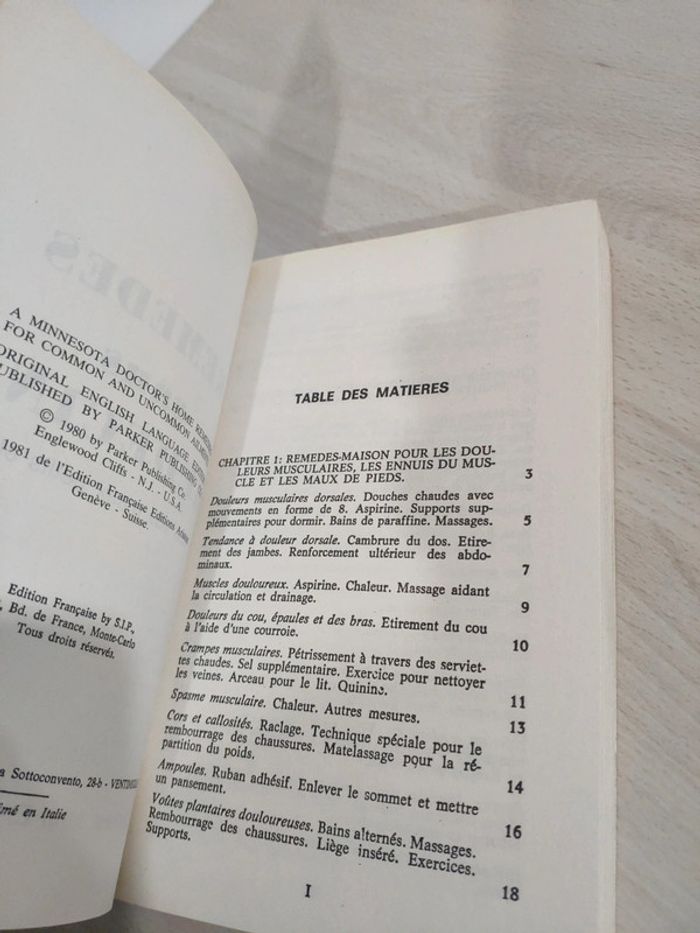 A MINNESOTA DOCTOR'S HOME
FOR COMMON AND UNCOMMON
ORIGINAL ENGLISH LANGUAGE
PUBLISHED BY PARKER PUBLISHING
© 1980 by Parker Publishing Co.
Englewood Cliffs - N.J. - U.S.A.
1981 de l'Edition Française Editions
Genève - Suisse.
Edition Française by S.I.P.,
Bd. de France, Monte-Carlo
Tous droits réservés.
Sottoconvento, 28-b -
en Italie
TABLE DES MATIERES
CHAPITRE 1: REMEDES-MAISON POUR LES DOU-
LEURS MUSCULAIRES, LES ENNUIS DU MUS-
CLE ET LES MAUX DE PIEDS. 3
Douleurs musculaires dorsales. Douches chaudes avec
mouvements en forme de 8. Aspirine. Supports sup-
plémentaires pour dormir. Bains de paraffine. Massages. 5
Tendance à douleur dorsale. Cambrure du dos. Etire-
ment des jambes. Renforcement ultérieur des abdo-
minaux. 7
Muscles douloureux. Aspirine. Chaleur. Massage aidant
la circulation et drainage. 9
Douleurs du cou, épaules et des bras. Etirement du cou
à l'aide d'une courroie. 10
Crampes musculaires. Pétrissement à travers des serviet-
tes chaudes. Sel supplémentaire. Exercice pour nettoyer
les veines. Arceau pour le lit. Quinine. 11
Spasme musculaire. Chaleur. Autres mesures. 13
Cors et callosités. Raclage. Technique spéciale pour le
rembourrage des chaussures. Matelassage pour la ré-
partition du poids. 14
Ampoules. Ruban adhésif. Enlever le sommet et mettre
un pansement. 16
Voûtes plantaires douloureuses. Bains alternés. Massages.
Rembourrage des chaussures. Liège inséré. Exercices.
Supports. 18
I